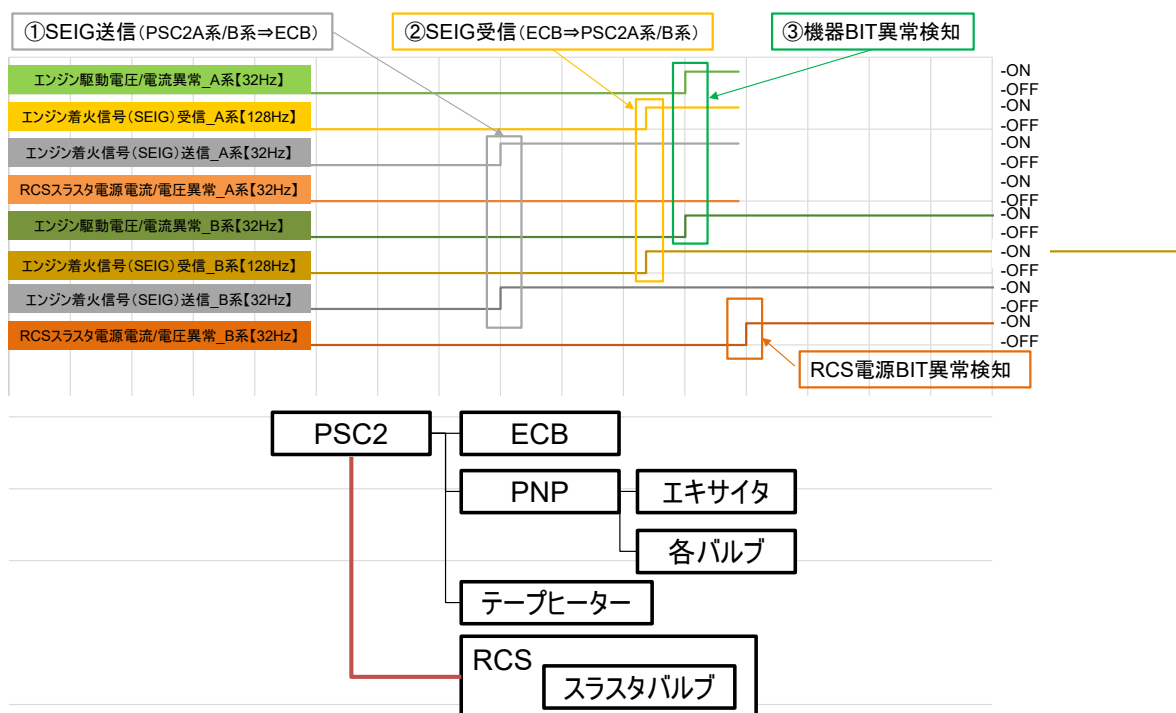 ①SEIG送信(PSC2A系/B系⇒ECB)
②SEIG受信(ECB⇒PSC2A系/B系)
③機器BIT異常検知
エンジン駆動電圧/電流異常_A系【32Hz】
-ON
-OFF
エンジン着火信号(SEIG)受信_A系【128Hz】
-ON
-OFF
エンジン着火信号(SEIG)送信_A系【32Hz】
-ON
-OFF
RCSスラスタ電源電流/電圧異常_A系【32Hz】
-ON
-OFF
エンジン駆動電圧/電流異常_B系【32Hz】
-ON
-OFF
エンジン着火信号(SEIG)受信_B系【128Hz】
-ON
-OFF
エンジン着火信号(SEIG)送信_B系【32Hz】
-ON
-OFF
RCSスラスタ電源電流/電圧異常_B系【32Hz】
-ON
-OFF
RCS電源BIT異常検知
PSC2
ECB
PNP
エキサイタ
各バルブ
テープヒーター
RCS
スラスタバルブ